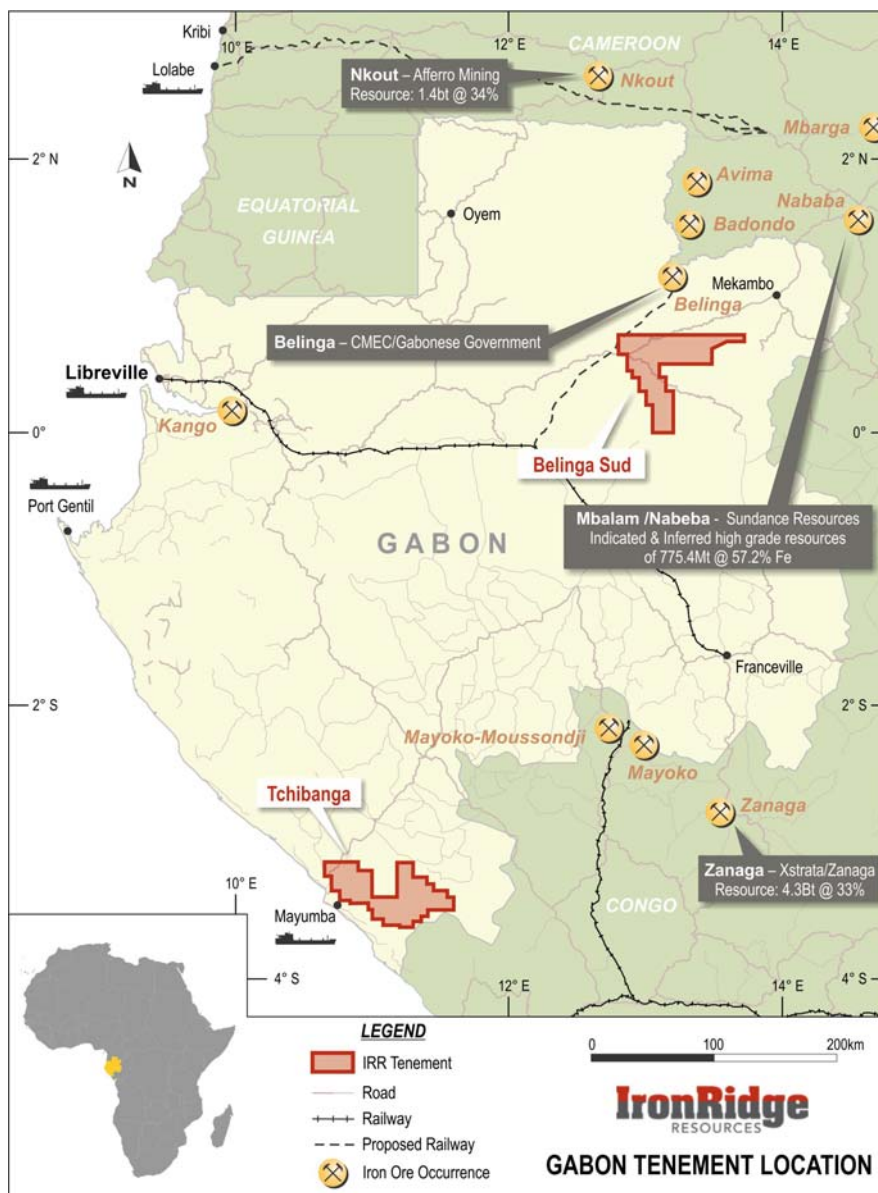 Kribi
10° E
12° E
14° E
CAMEROON
Lolabe
Nkout – Afferro Mining
Resource: 1.4bt @ 34%
Nkout
Mbarga
2° N
2° N
N
Avima
Nababa
EQUATORIAL
GUINEA
Oyem
Badondo
Mekambo
Belinga
Belinga – CMEC/Gabonese Government
Libreville
Kango
0°
0°
Belinga Sud
Port Gentil
Mbalam /Nabeba - Sundance Resources
Indicated & Inferred high grade resources
of 775.4Mt @ 57.2% Fe
GABON
Franceville
2° S
2° S
Mayoko-Moussondji
Mayoko
Tchibanga
Zanaga
Zanaga – Xstrata/Zanaga
Resource: 4.3Bt @ 33%
10° E
CONGO
Mayumba
4° S
12° E
14° E
4° S
LEGEND
IRR Tenement
Road
Railway
Proposed Railway
Iron Ore Occurrence
0 100 200km
IronRidge
RESOURCES
GABON TENEMENT LOCATION